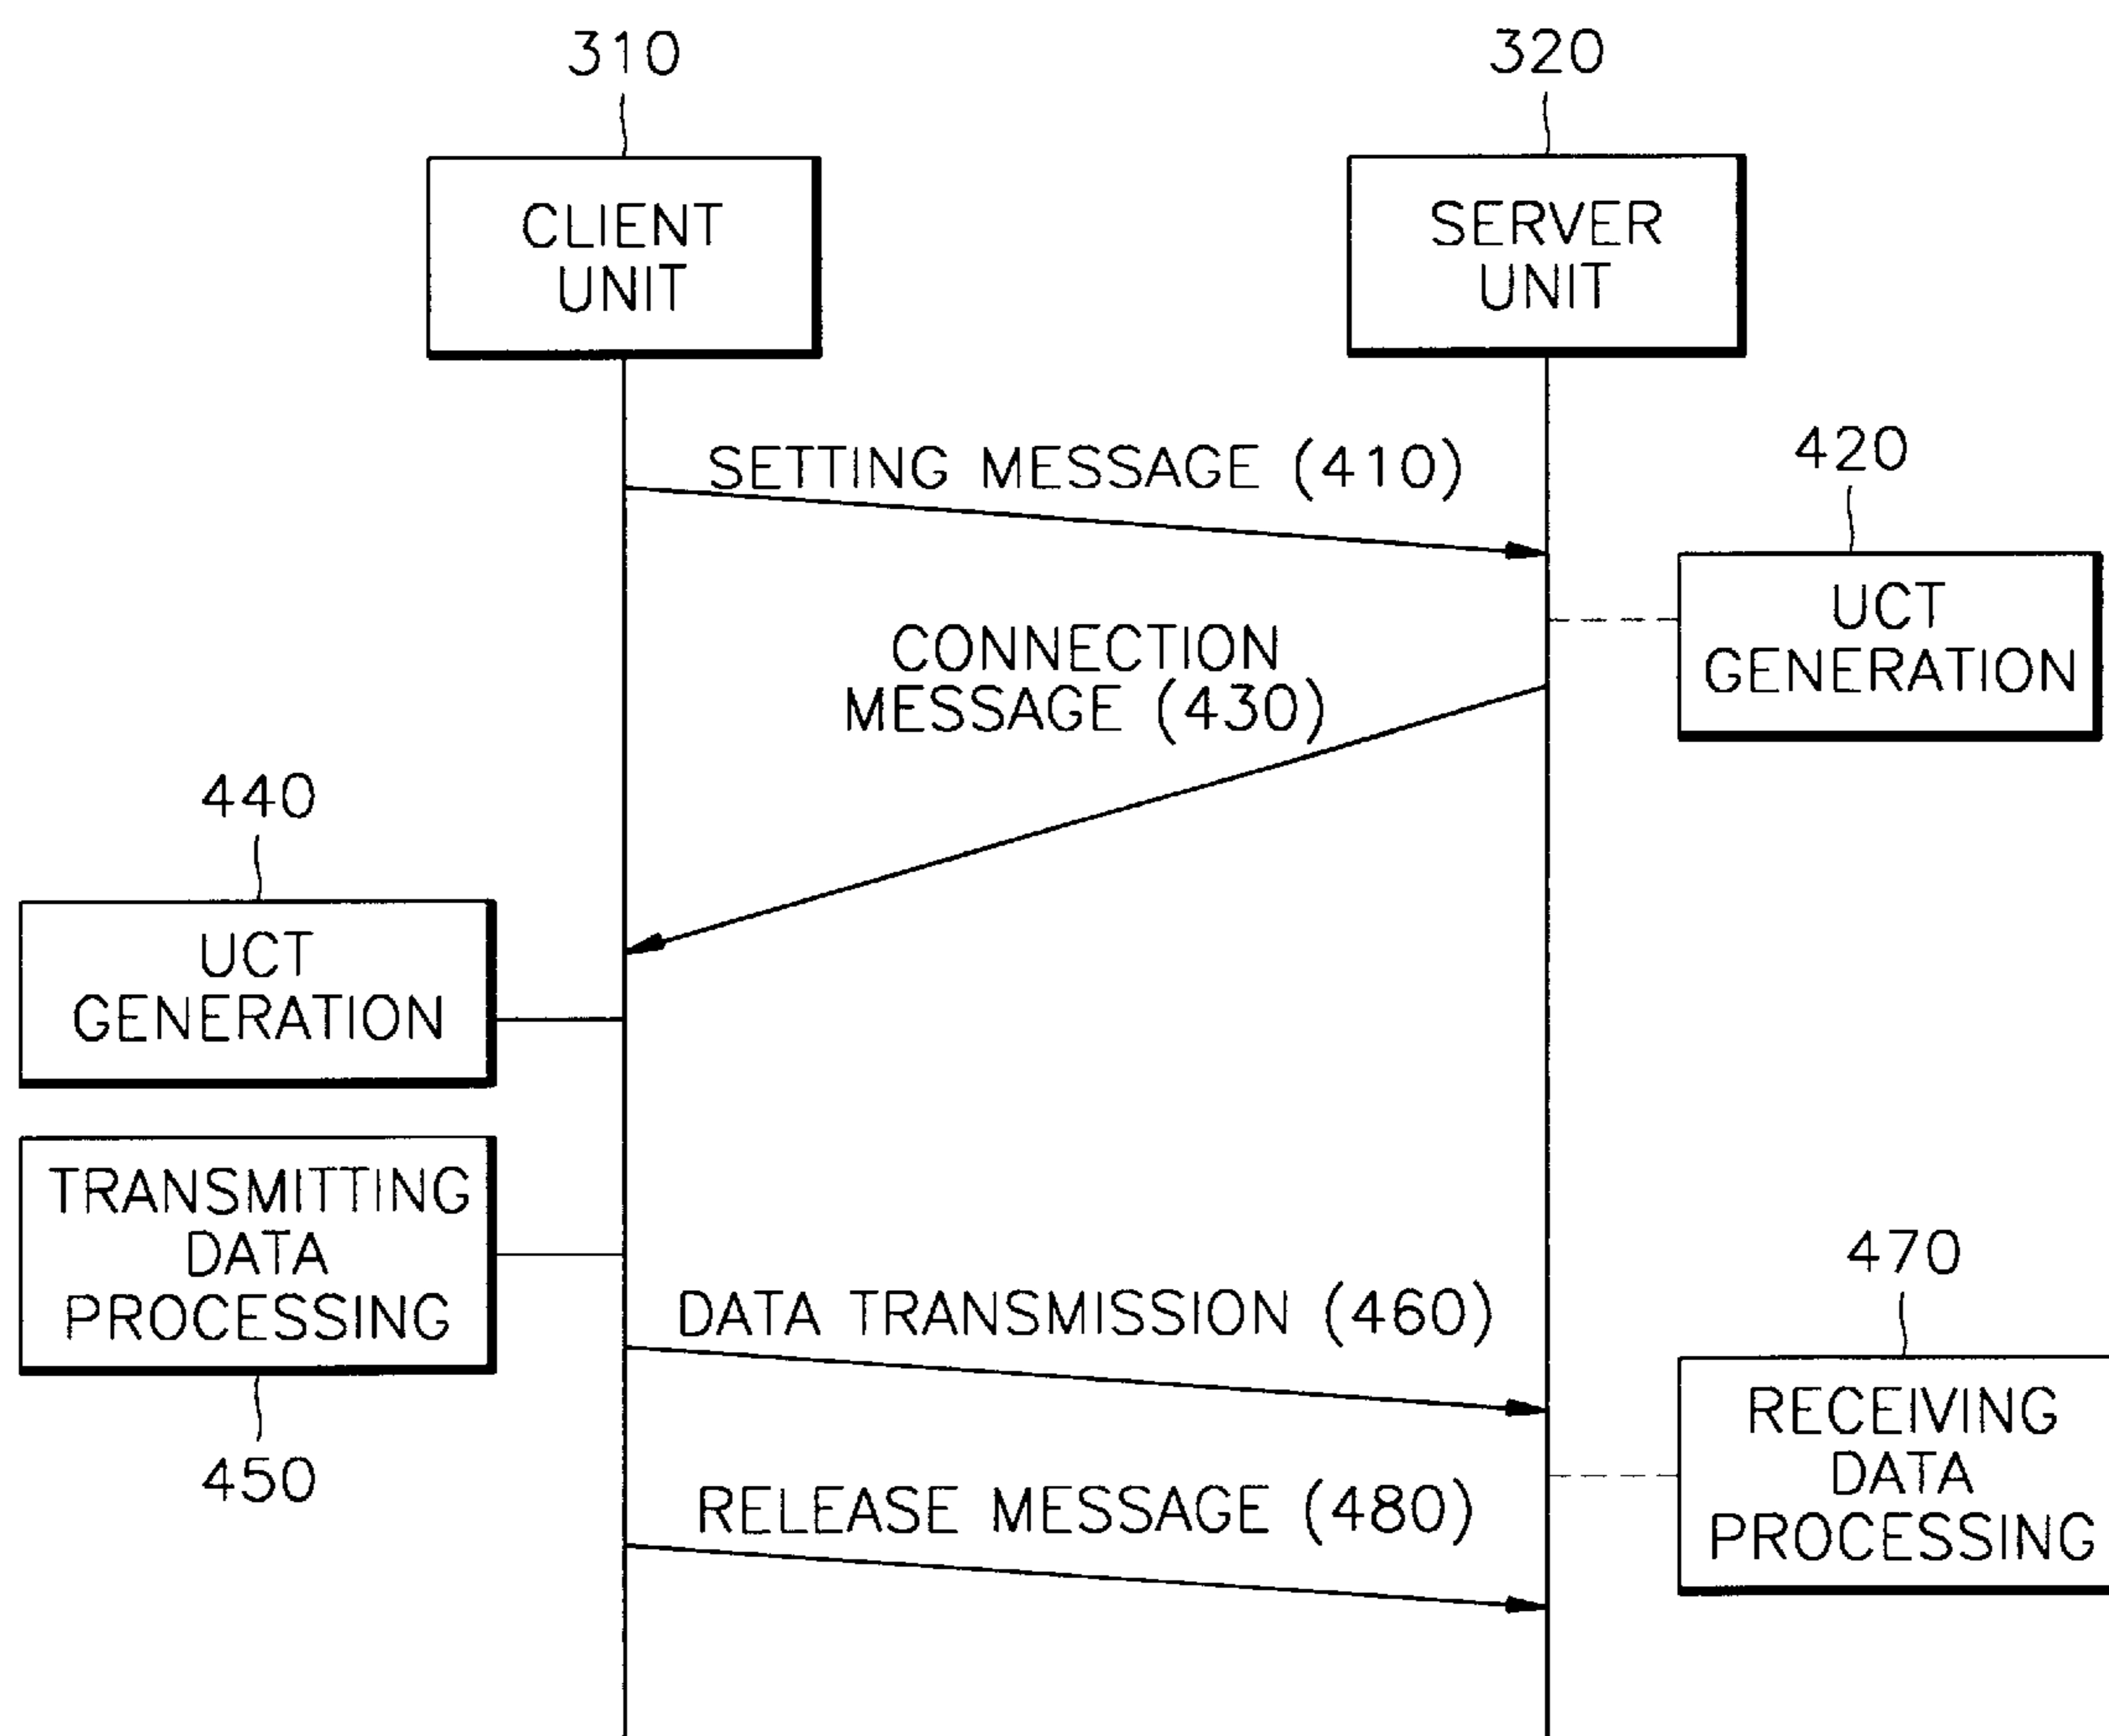 310
320
CLIENT
UNIT
SERVER
UNIT
SETTING MESSAGE (410)
420
UCT
GENERATION
CONNECTION
MESSAGE (430)
440
UCT
GENERATION
TRANSMITTING
DATA
PROCESSING
450
DATA TRANSMISSION (460)
470
RECEIVING
DATA
PROCESSING
RELEASE MESSAGE (480)